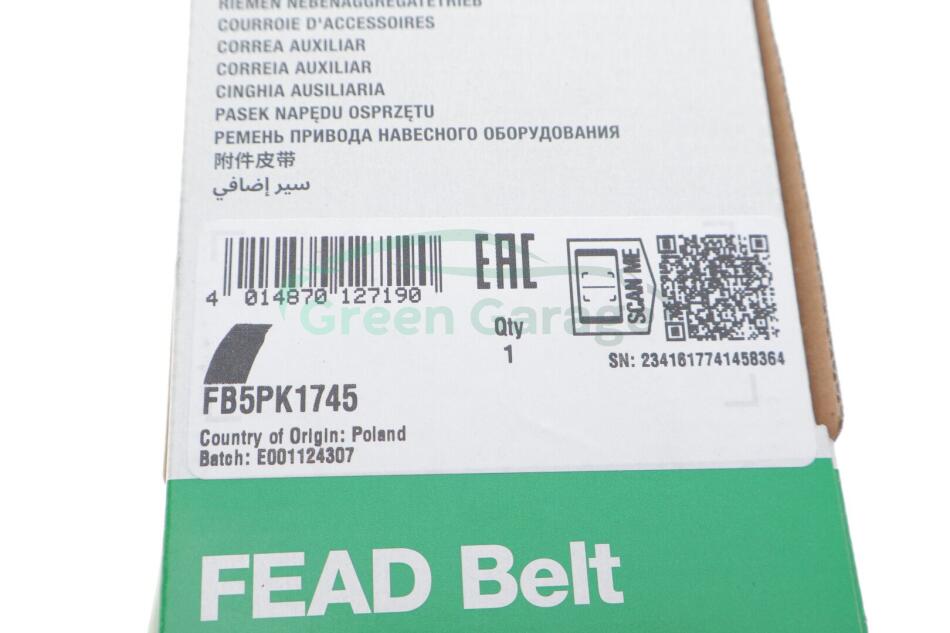 RIEMEN NEBENAGGREGATETRIEB
COURROIE D'ACCESSOIRES
CORREA AUXILIAR
CORREIA AUXILIAR
CINGHIA AUSILIARIA
PASEK NAPĘDU OSPRZĘTU
РЕМЕНЬ ПРИВОДА НАВЕСНОГО ОБОРУДОВАНИЯ
附件皮带
سير إضافي
4 014870 127190
EAC
SCAN ME
Green Garage
Qty
1
SN: 2341617741458364
FB5PK1745
Country of Origin: Poland
Batch: E001124307
FEAD Belt